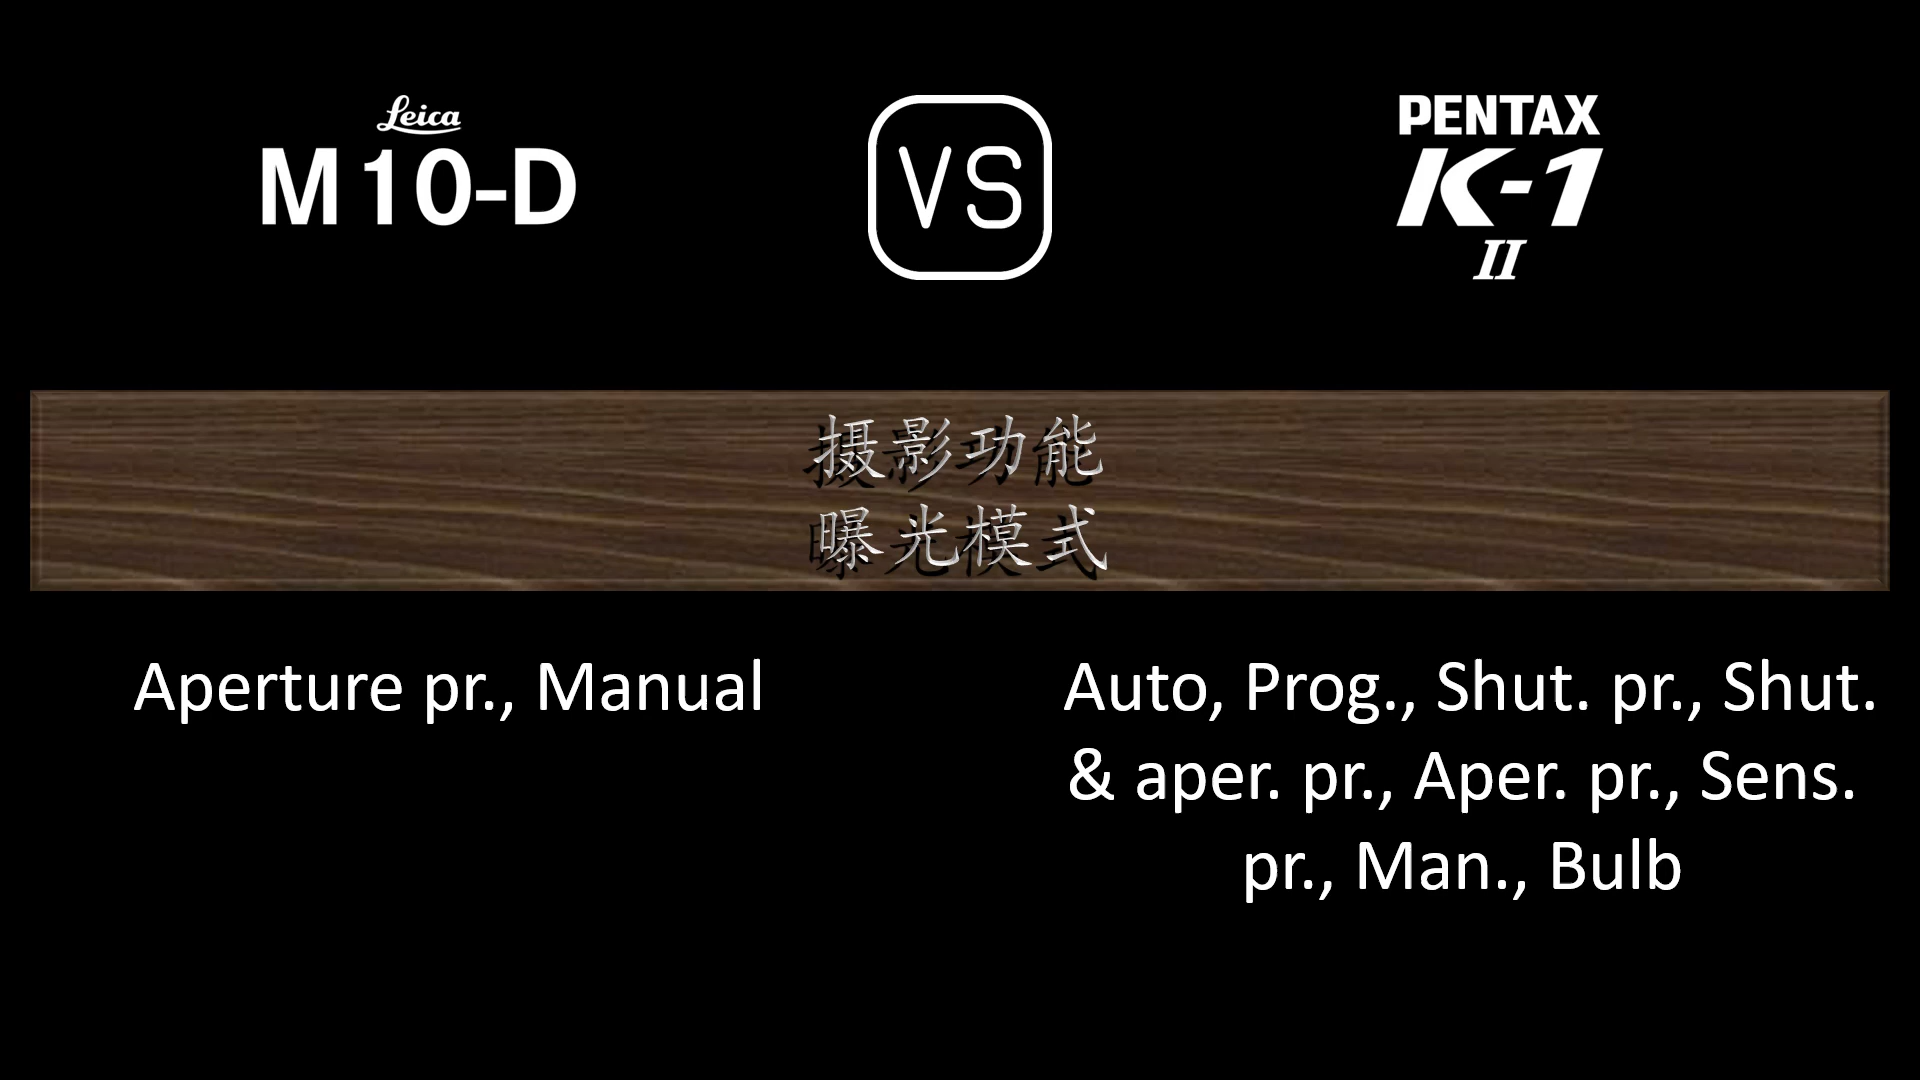 Leica
M10-D
VS
PENTAX
K-1
II
摄影功能
曝光模式
Aperture pr., Manual
Auto, Prog., Shut. pr., Shut.
& aper. pr., Aper. pr., Sens.
pr., Man., Bulb